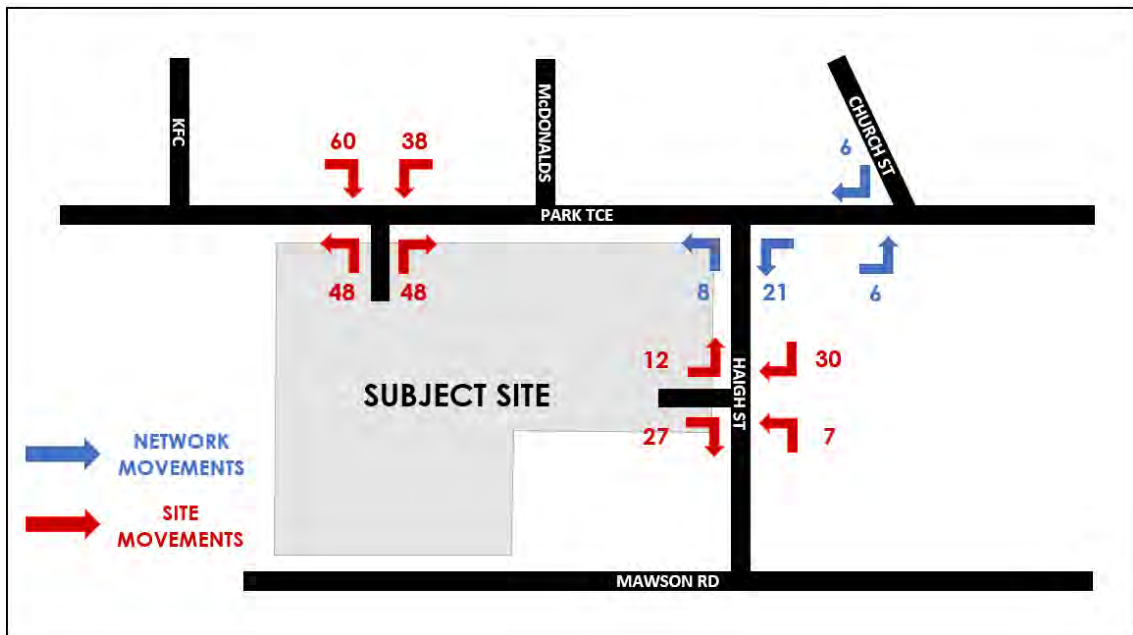 KFC
McDONALDS
CHURCH ST
60
38
6
PARK TCE
48
48
8
21
6
12
30
HAIGH ST
SUBJECT SITE
27
7
NETWORK
MOVEMENTS
SITE
MOVEMENTS
MAWSON RD